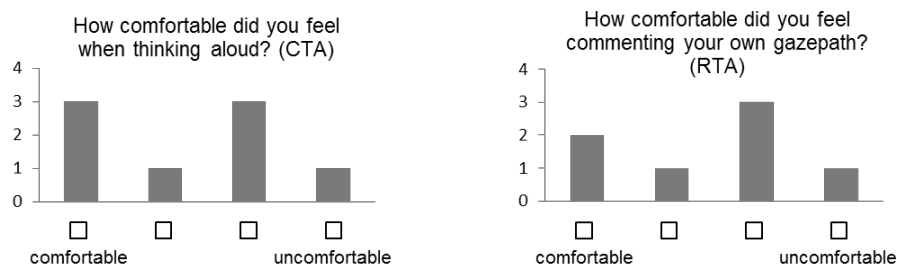 How comfortable did you feel
when thinking aloud? (CTA)
4
3
2
1
0
comfortable
uncomfortable
How comfortable did you feel
commenting your own gazepath?
(RTA)
4
3
2
1
0
comfortable
uncomfortable